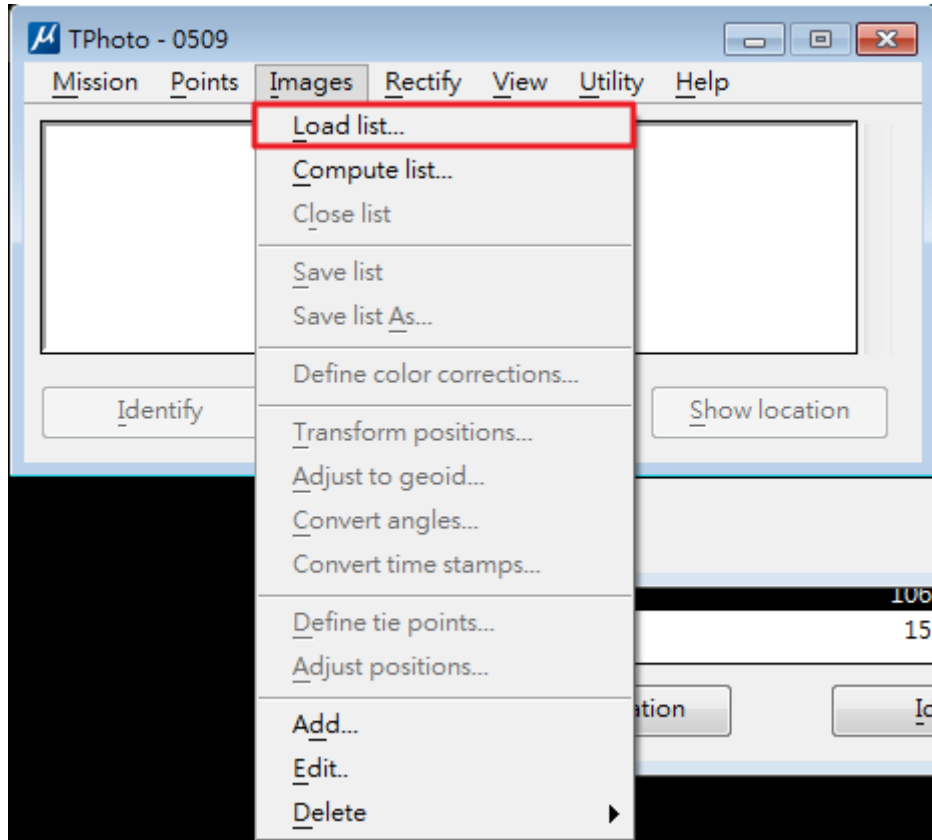 TPhoto - 0509
Mission Points Images Rectify View Utility Help
Load list...
Compute list...
Close list
Save list
Save list As...
Define color corrections...
Identify
Show location
Transform positions...
Adjust to geoid...
Convert angles...
Convert time stamps...
106
Define tie points...
15
Adjust positions...
Add...
ation
Edit..
Delete